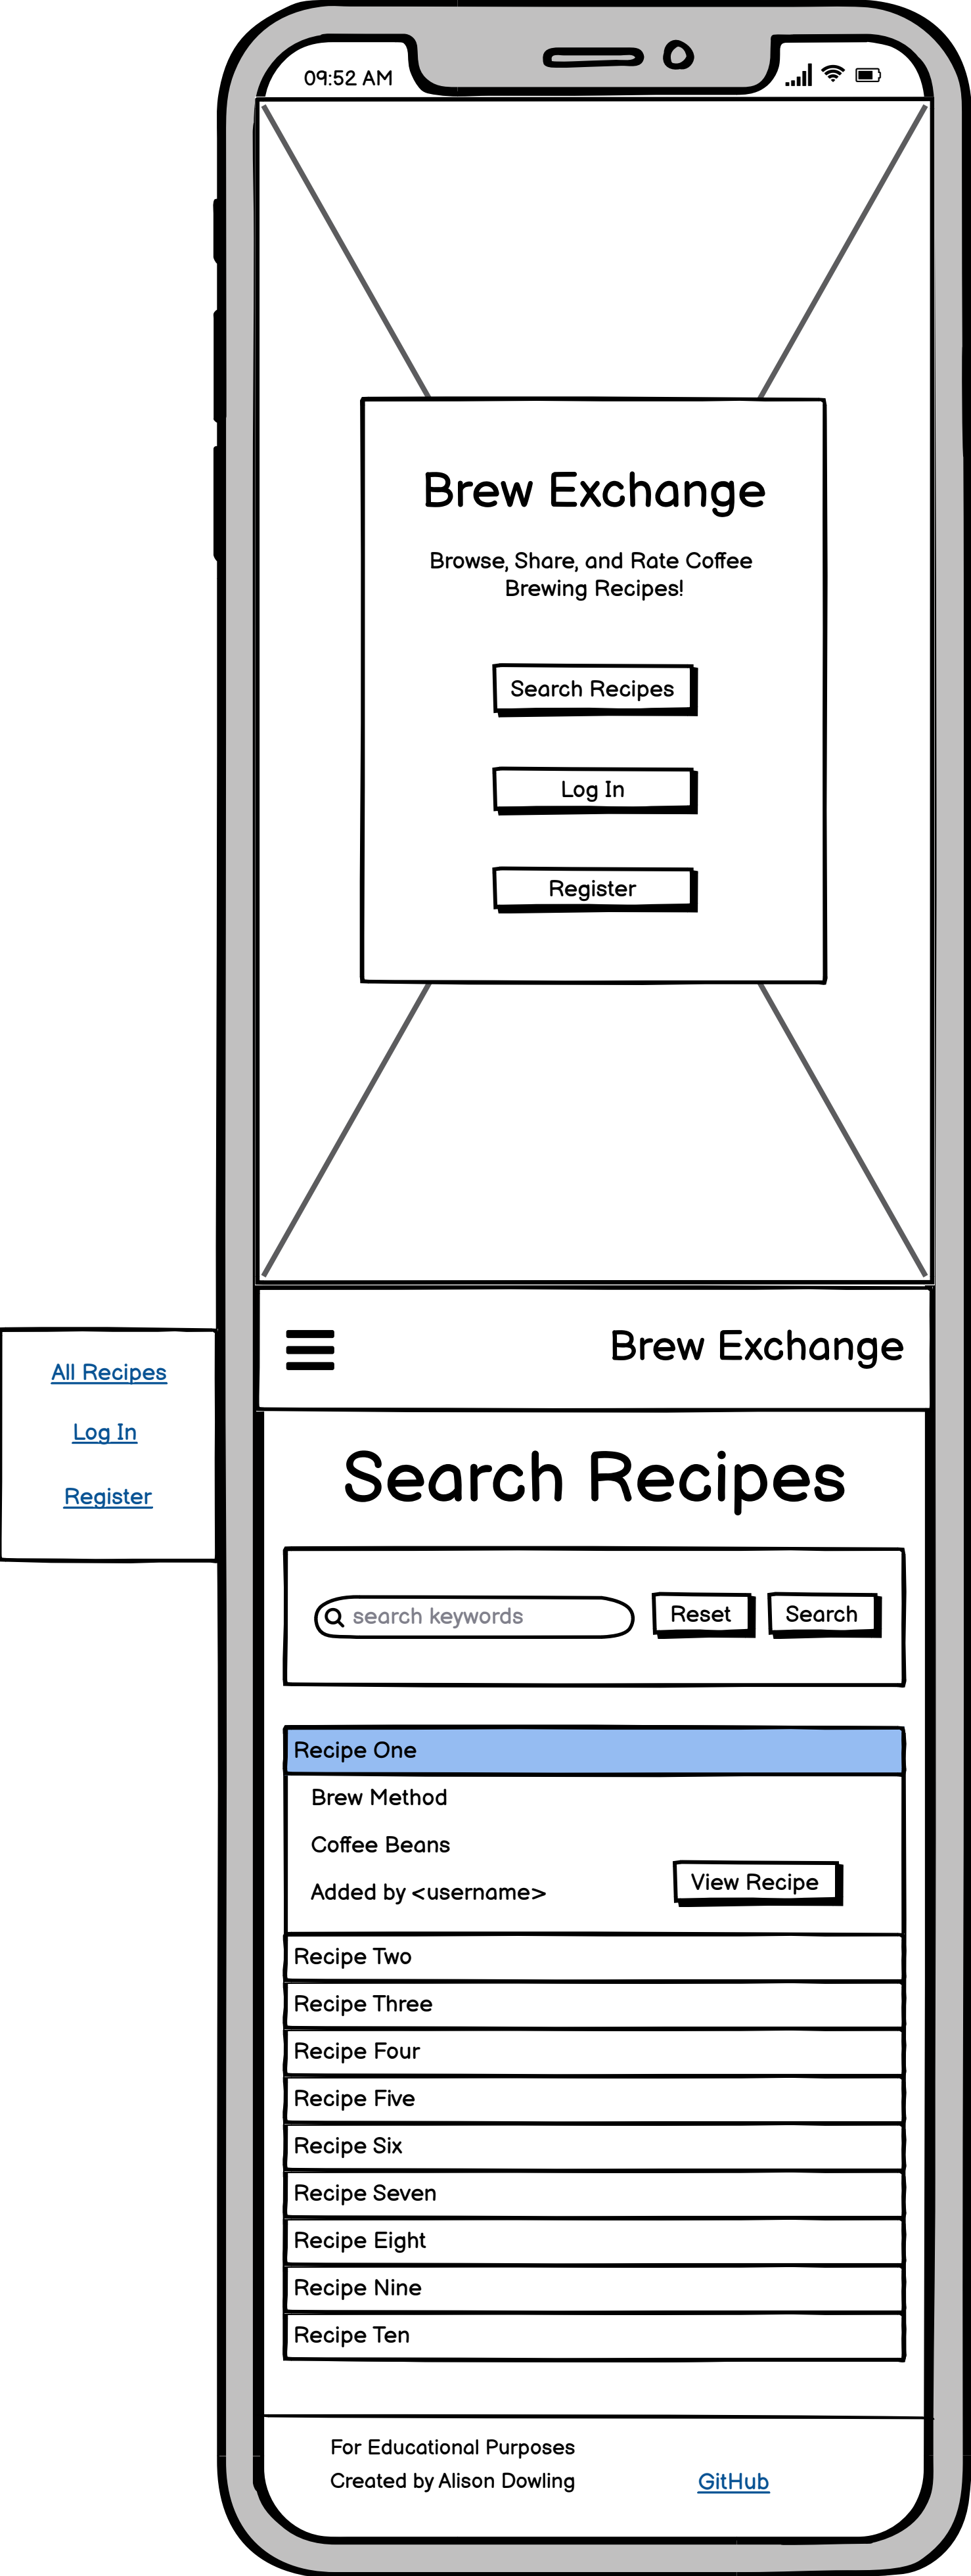 09:52 AM
Brew Exchange
Browse, Share, and Rate Coffee
Brewing Recipes!
Search Recipes
Log In
Register
Brew Exchange
All Recipes
Log In
Register
Search Recipes
search keywords
Reset
Search
Recipe One
Brew Method
Coffee Beans
Added by <username>
View Recipe
Recipe Two
Recipe Three
Recipe Four
Recipe Five
Recipe Six
Recipe Seven
Recipe Eight
Recipe Nine
Recipe Ten
For Educational Purposes
Created by Alison Dowling
GitHub